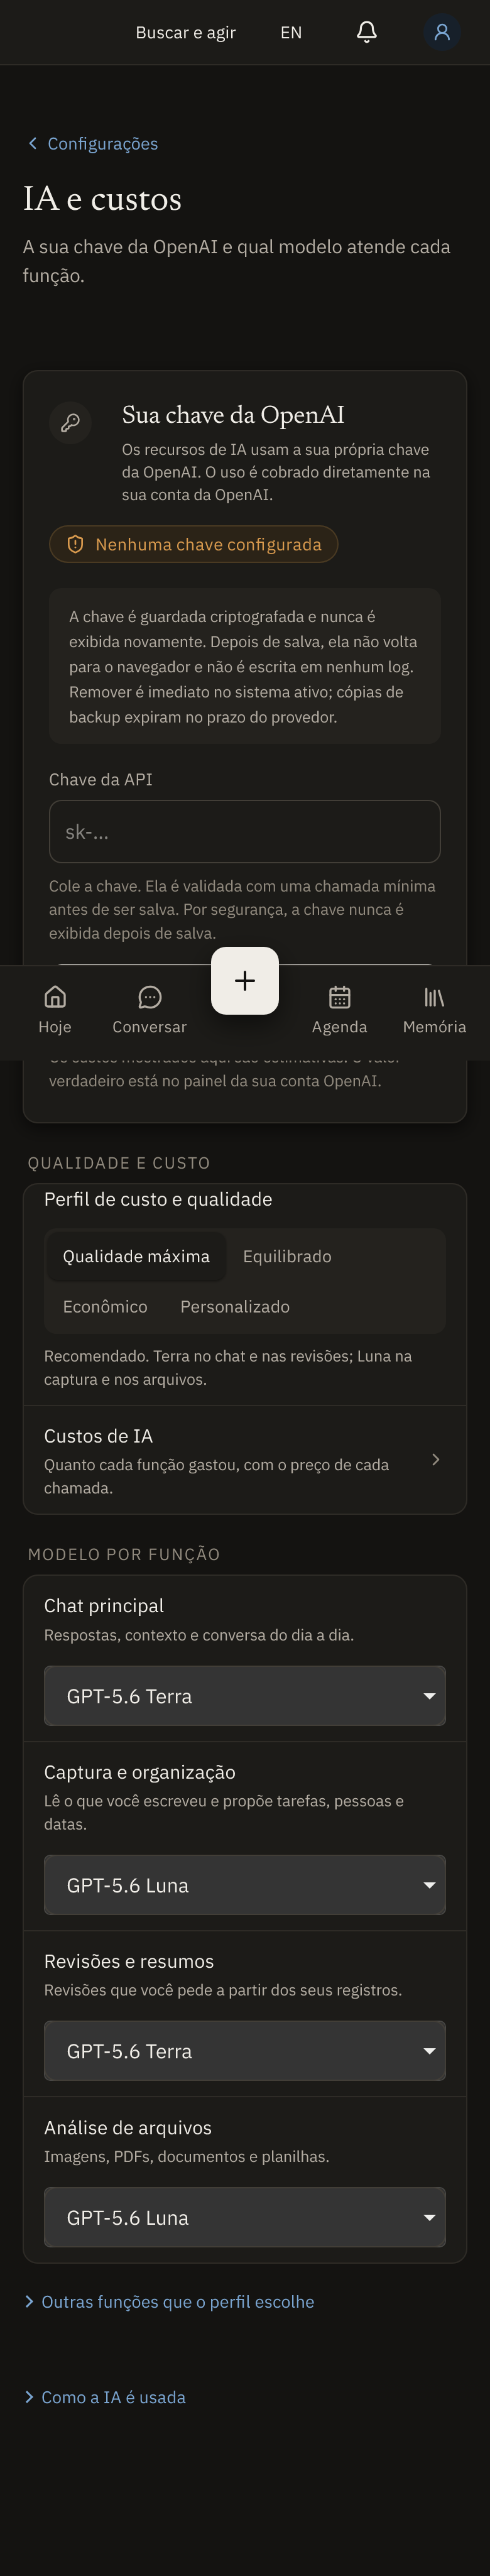 Buscar e agir
EN
Configurações
IA e custos
A sua chave da OpenAI e qual modelo atende cada
função.
Sua chave da OpenAI
Os recursos de IA usam a sua própria chave
da OpenAI. O uso é cobrado diretamente na
sua conta da OpenAI.
Nenhuma chave configurada
A chave é guardada criptografada e nunca é
exibida novamente. Depois de salva, ela não volta
para o navegador e não é escrita em nenhum log.
Remover é imediato no sistema ativo; cópias de
backup expiram no prazo do provedor.
Chave da API
sk-...
Cole a chave. Ela é validada com uma chamada mínima
antes de ser salva. Por segurança, a chave nunca é
exibida depois de salva.
Hoje
Conversar
Agenda
Memória
Os custos mostrados aqui são estimativas. O valor
verdadeiro está no painel da sua conta OpenAI.
QUALIDADE E CUSTO
Perfil de custo e qualidade
Qualidade máxima
Equilibrado
Econômico
Personalizado
Recomendado. Terra no chat e nas revisões; Luna na
captura e nos arquivos.
Custos de IA
Quanto cada função gastou, com o preço de cada
chamada.
MODELO POR FUNÇÃO
Chat principal
Respostas, contexto e conversa do dia a dia.
GPT-5.6 Terra
Captura e organização
Lê o que você escreve e propõe tarefas, pessoas e
datas.
GPT-5.6 Luna
Revisões e resumos
Revisões que você pede a partir dos seus registros.
GPT-5.6 Terra
Análise de arquivos
Imagens, PDFs, documentos e planilhas.
GPT-5.6 Luna
Outras funções que o perfil escolhe
Como a IA é usada